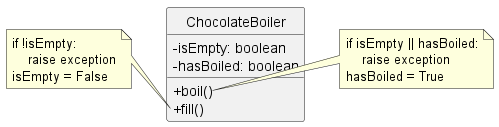 ChocolateBoiler
if !isEmpty:
raise exception
isEmpty = False
-isEmpty: boolean
-hasBoiled: boolean
+boil()
+fill()
if isEmpty || hasBoiled:
raise exception
hasBoiled = True